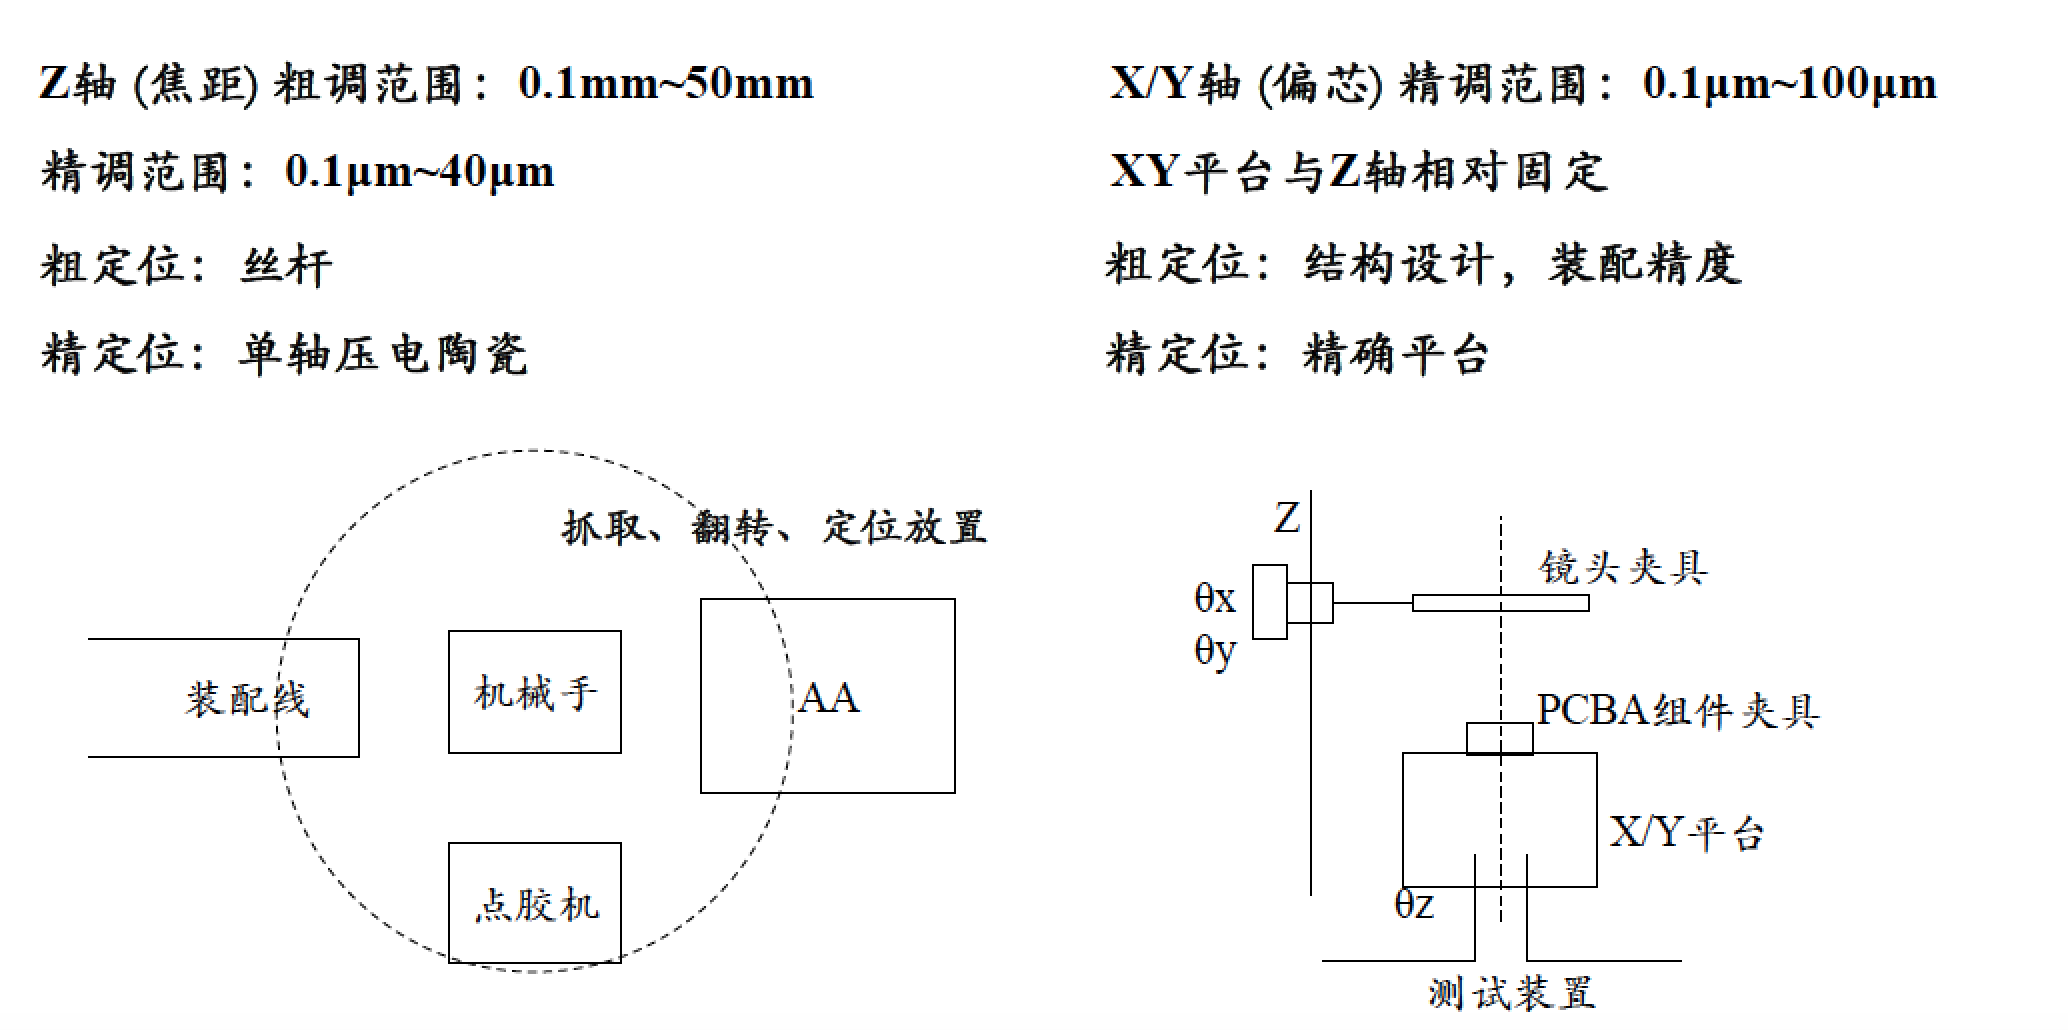 Z轴 (焦距) 粗调范围：0.1mm~50mm
精调范围：0.1μm~40μm
粗定位：丝杆
精定位：单轴压电陶瓷
X/Y轴 (偏芯) 精调范围：0.1μm~100μm
XY平台与Z轴相对固定
粗定位：结构设计，装配精度
精定位：精确平台
抓取、翻转、定位放置
装配线
机械手
AA
点胶机
Z
镜头夹具
θx
θy
PCBA组件夹具
X/Y平台
θz
测试装置